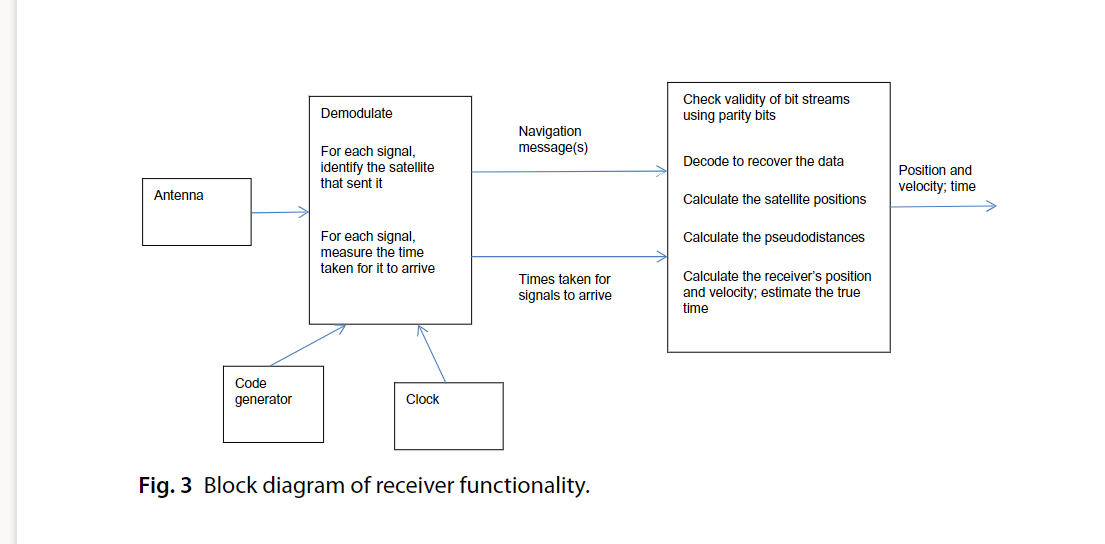 Antenna
Demodulate
For each signal,
identify the satellite
that sent it
For each signal,
measure the time
taken for it to arrive
Code
generator
Clock
Navigation
message(s)
Times taken for
signals to arrive
Check validity of bit streams
using parity bits
Decode to recover the data
Calculate the satellite positions
Calculate the pseudodistances
Calculate the receiver’s position
and velocity; estimate the true
time
Position and
velocity; time
Fig. 3 Block diagram of receiver functionality.